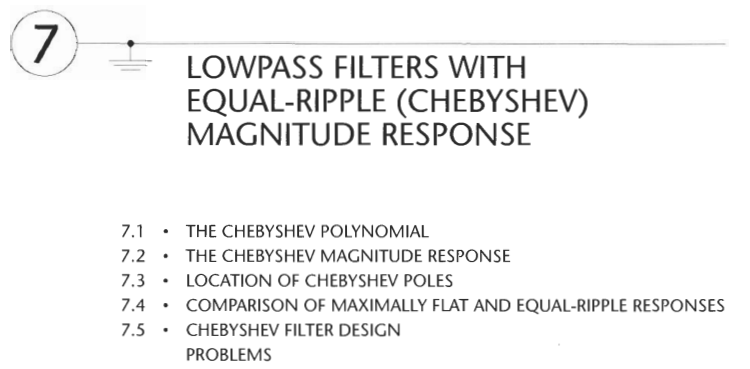 7
LOWPASS FILTERS WITH
EQUAL-RIPPLE (CHEBYSHEV)
MAGNITUDE RESPONSE
7.1 • THE CHEBYSHEV POLYNOMIAL
7.2 • THE CHEBYSHEV MAGNITUDE RESPONSE
7.3 • LOCATION OF CHEBYSHEV POLES
7.4 • COMPARISON OF MAXIMALLY FLAT AND EQUAL-RIPPLE RESPONSES
7.5 • CHEBYSHEV FILTER DESIGN
PROBLEMS